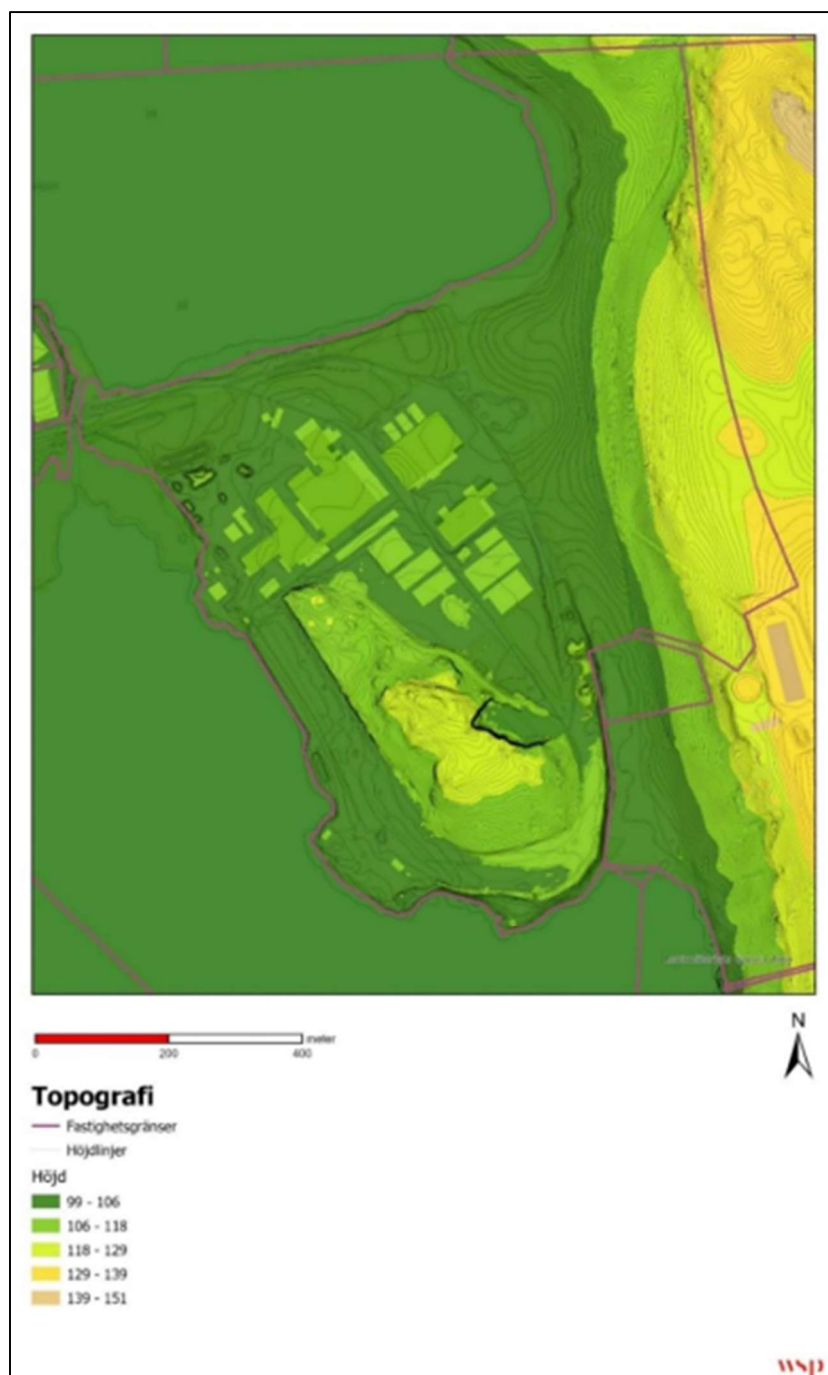 N
meter
0 200 400
Topografi
Fastighetsgränser
Höjdlinjer
Höjd
99 - 106
106 - 118
118 - 129
129 - 139
139 - 151
wsp